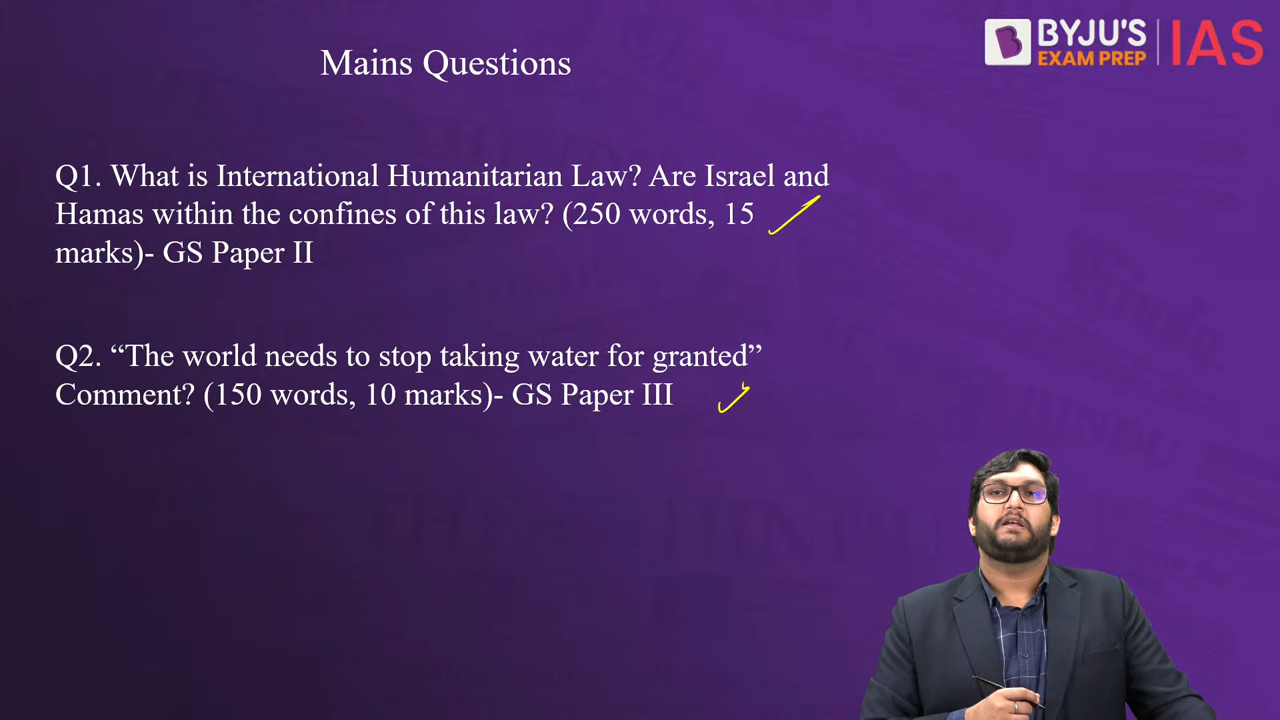 Mains Questions
BYJU'S
EXAM PREP
IAS
Q1. What is International Humanitarian Law? Are Israel and
Hamas within the confines of this law? (250 words, 15
marks)- GS Paper II
Q2. “The world needs to stop taking water for granted”
Comment? (150 words, 10 marks)- GS Paper III